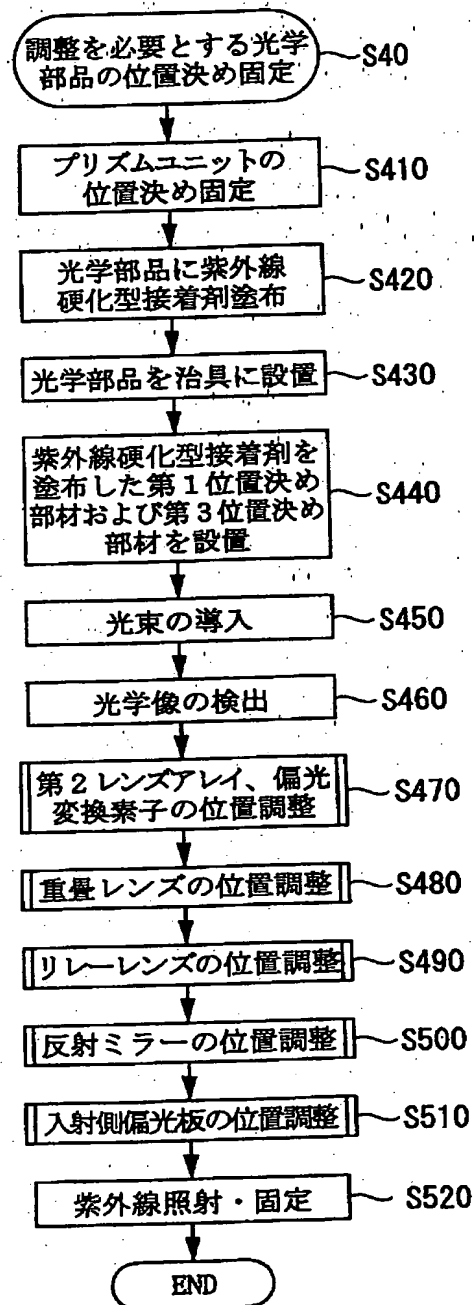 調整を必要とする光学
部品の位置決め固定
S40
プリズムユニットの
位置決め固定
S410
光学部品に紫外線
硬化型接着剤塗布
S420
光学部品を治具に設置
S430
紫外線硬化型接着剤を
塗布した第1位置決め
部材および第3位置決め
部材を設置
S440
光束の導入
S450
光学像の検出
S460
第2レンズアレイ、偏光
変換素子の位置調整
S470
重畳レンズの位置調整
S480
リレーレンズの位置調整
S490
反射ミラーの位置調整
S500
入射側偏光板の位置調整
S510
紫外線照射・固定
S520
END